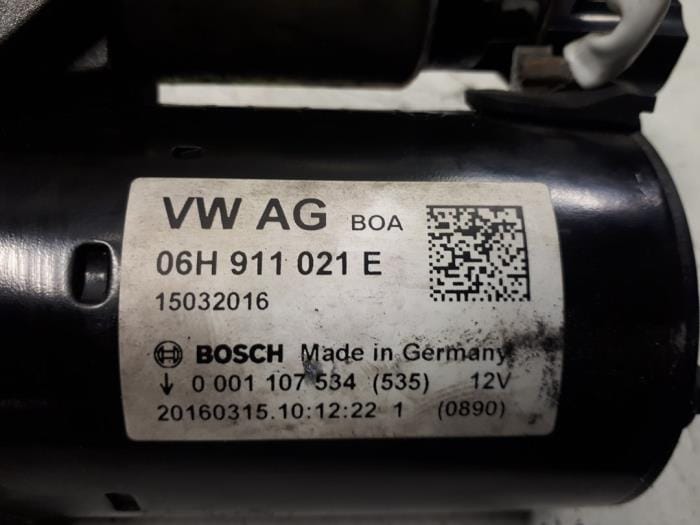 VW AG BOA
06H 911 021 E
15032016
BOSCH Made in Germany
↓ 0 001 107 534 (535) 12V
20160315.10:12:22 1 (0890)